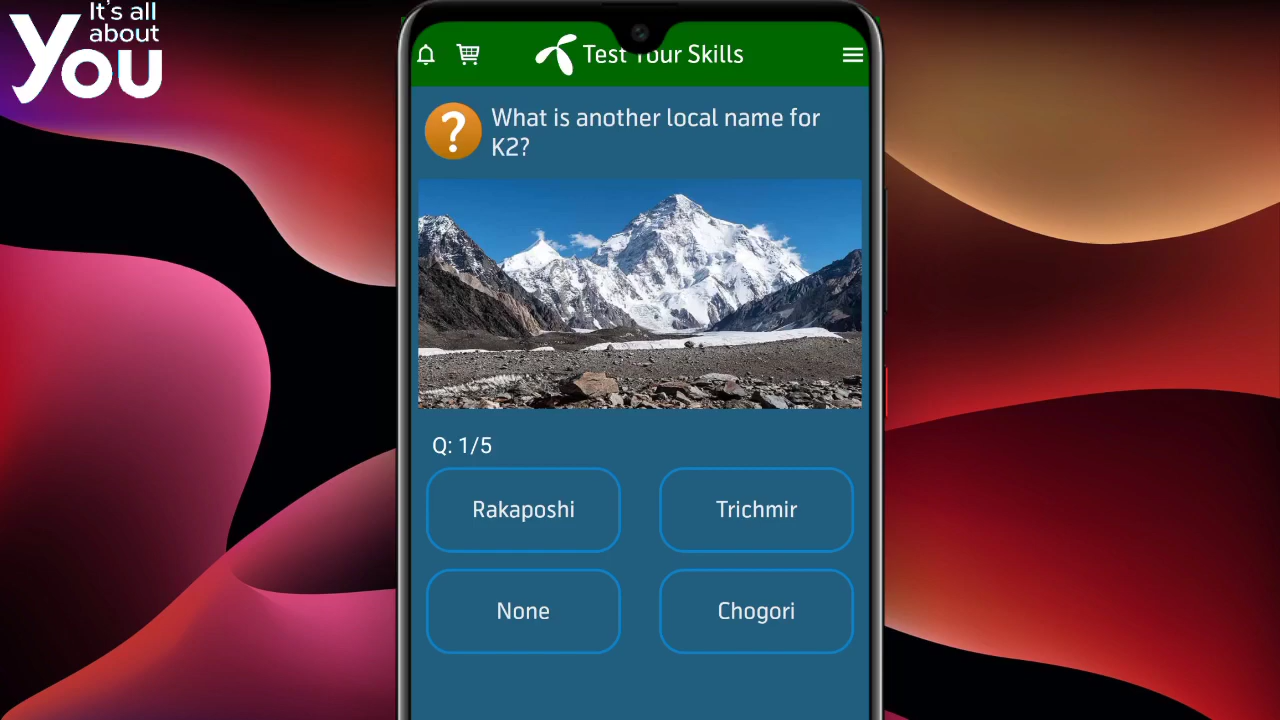 It's all
about
You
Test Your Skills
?
What is another local name for
K2?
Q: 1/5
Rakaposhi
Trichmir
None
Chogori